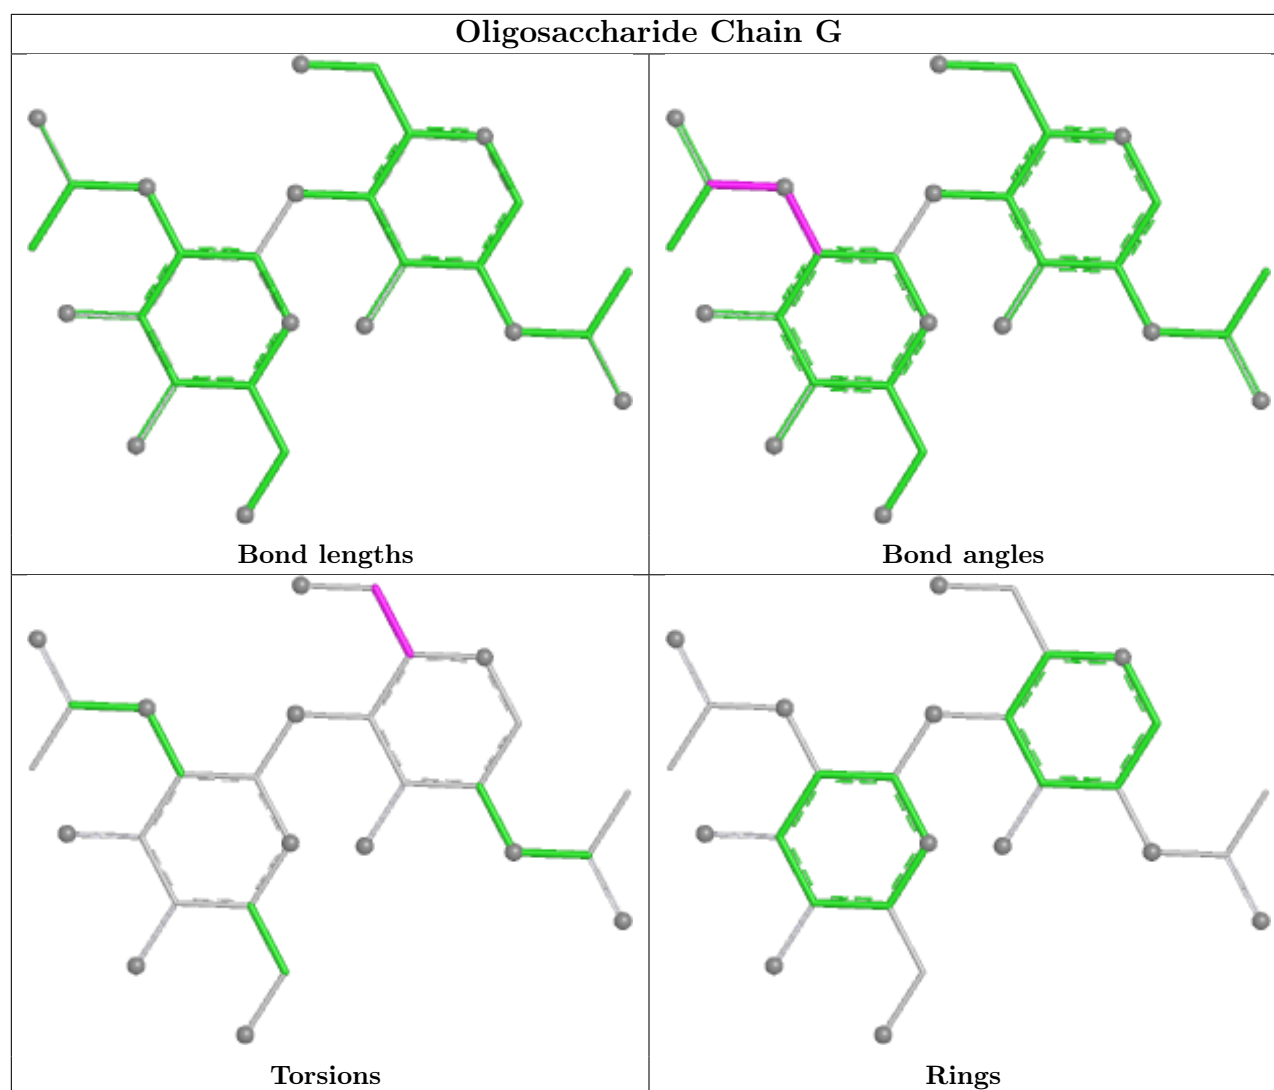 Oligosaccharide Chain G
Bond lengths
Bond angles
Torsions
Rings